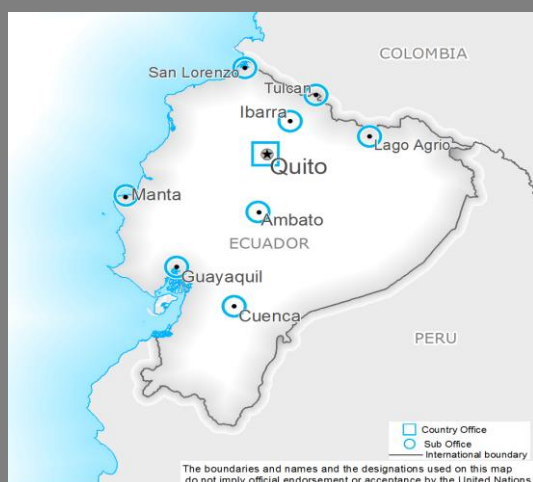 COLOMBIA
San Lorenzo
Tulcan
Ibarra
Lago Agrio
Quito
Manta
Ambato
ECUADOR
Guayaquil
Cuenca
PERU
Country Office
Sub Office
International boundary
The boundaries and names and the designations used on this map
do not imply official endorsement or acceptance by the United Nations